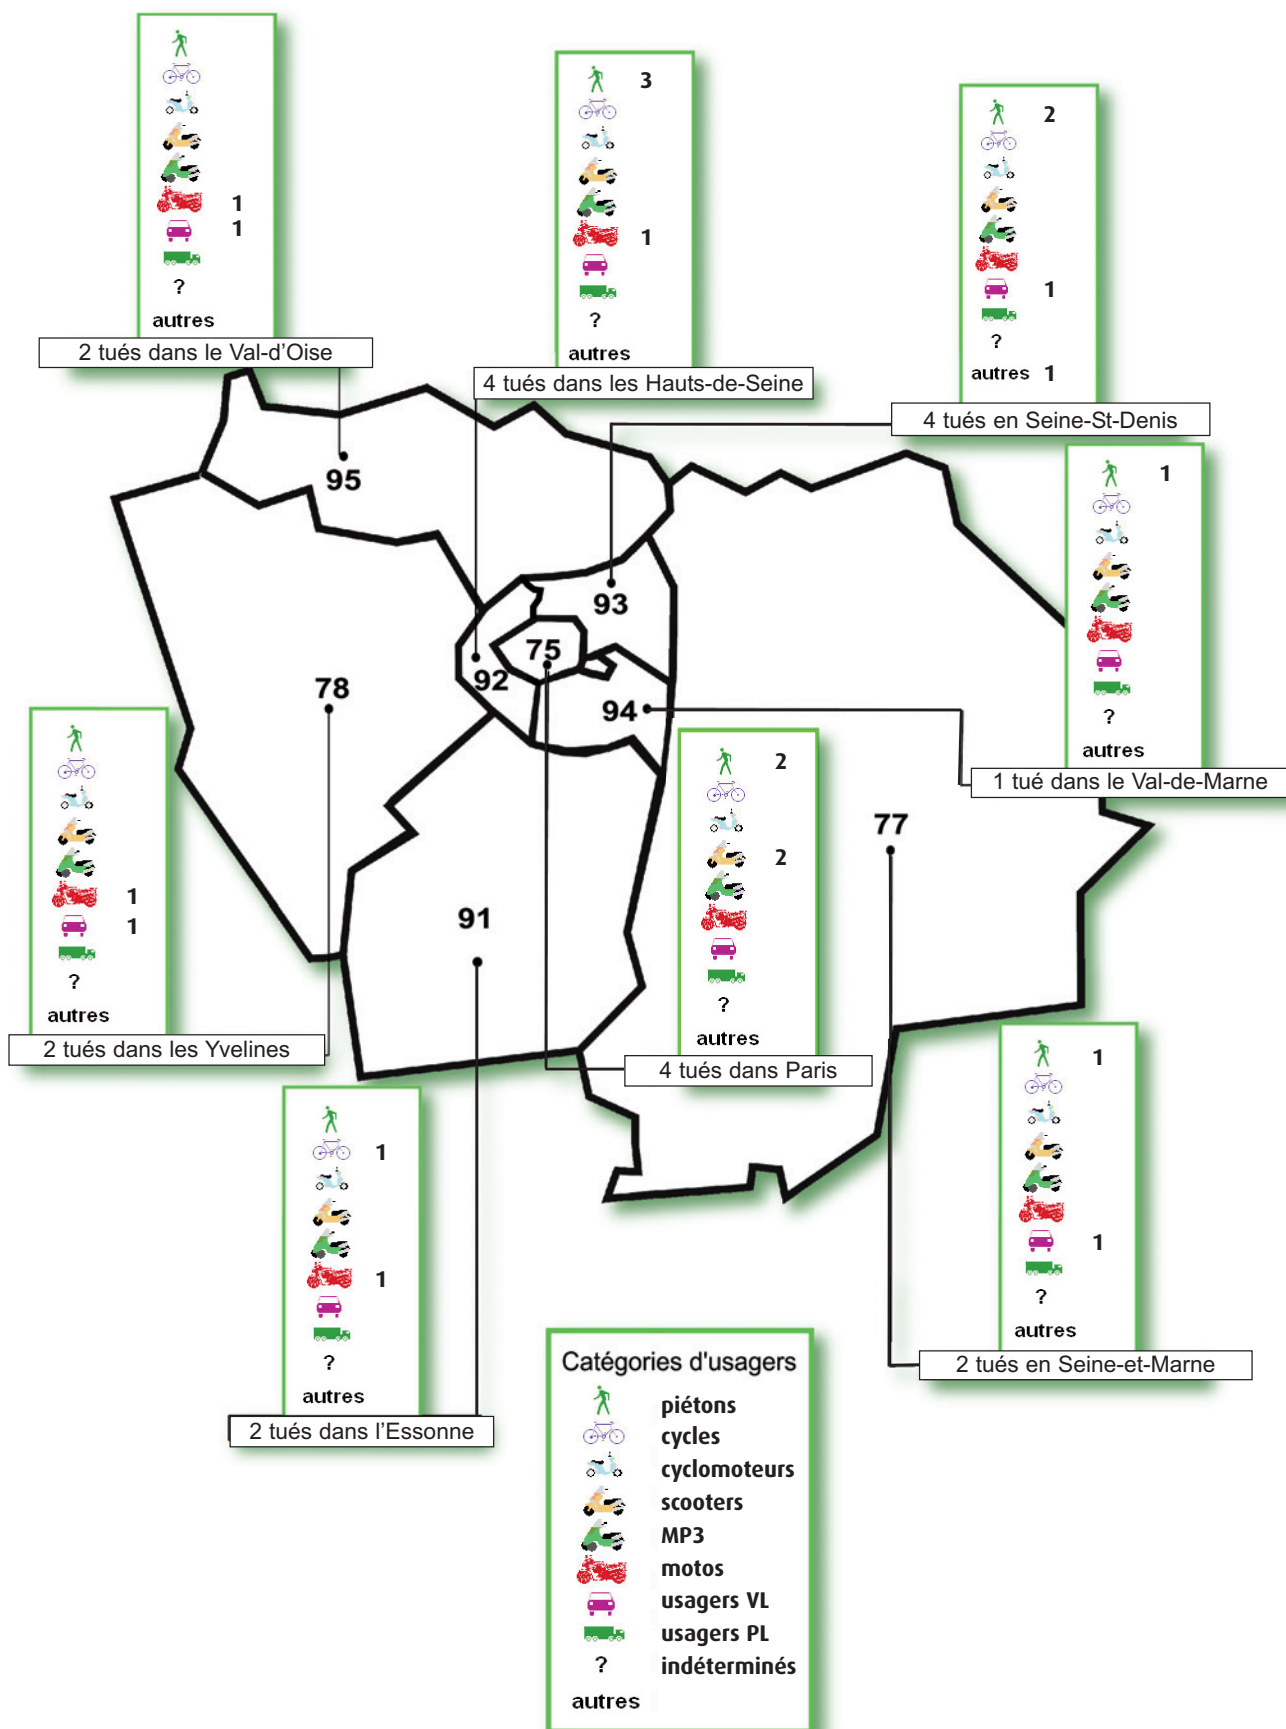 1
1
?
autres
2 tués dans le Val-d'Oise
3
1
?
autres
4 tués dans les Hauts-de-Seine
2
1
?
autres 1
4 tués en Seine-St-Denis
1
?
autres
1 tué dans le Val-de-Marne
95
93
75
92
78
94
77
91
1
1
?
autres
2 tués dans les Yvelines
2
2
?
autres
4 tués dans Paris
1
1
?
autres
2 tués en Seine-et-Marne
1
1
?
autres
2 tués dans l'Essonne
Catégories d'usagers
piétons
cycles
cyclomoteurs
scooters
MP3
motos
usagers VL
usagers PL
? indéterminés
autres